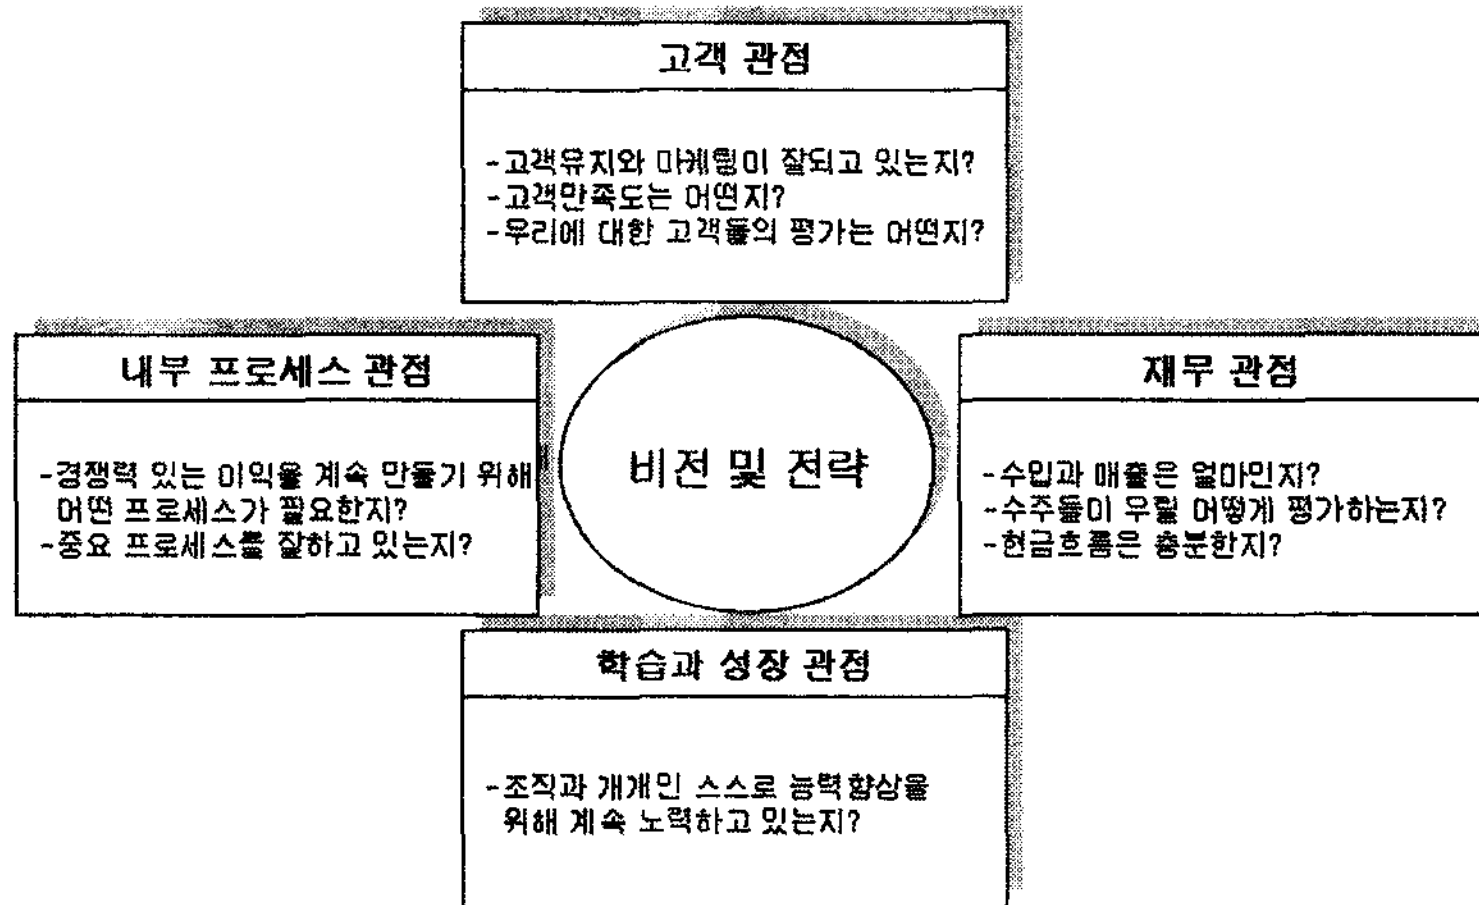 고객 관점
-고객유지와 마케팅이 잘되고 있는지?
-고객만족도는 어떤지?
-우리에 대한 고객들의 평가는 어떤지?
내부 프로세스 관점
-경쟁력 있는 이익을 계속 만들기 위해
어떤 프로세스가 필요한지?
-중요 프로세스를 잘하고 있는지?
비전 및 전략
재무 관점
-수입과 매출은 얼마인지?
-수주들이 우릴 어떻게 평가하는지?
-현금흐름은 충분한지?
학습과 성장 관점
-조직과 개개인 스스로 능력향상을
위해 계속 노력하고 있는지?